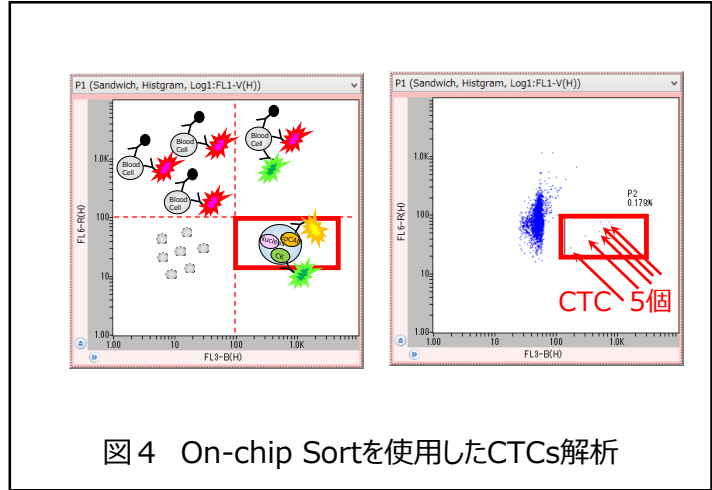 P1 (Sandwich, Histgram, Log1:FL1-V(H))
FL6-R(H)
1.0K
100
10
1.00
1.00
10
100
1.0K
FL3-B(H)
Blood Cell
Blood Cell
Blood Cell
Blood Cell
Blood Cell
EpCAM
CK
P1 (Sandwich, Histgram, Log1:FL1-V(H))
FL6-R(H)
1.0K
100
10
1.00
1.00
10
100
1.0K
FL3-B(H)
P2
0.179%
CTC 5個
図４ On-chip Sortを使用したCTCs解析